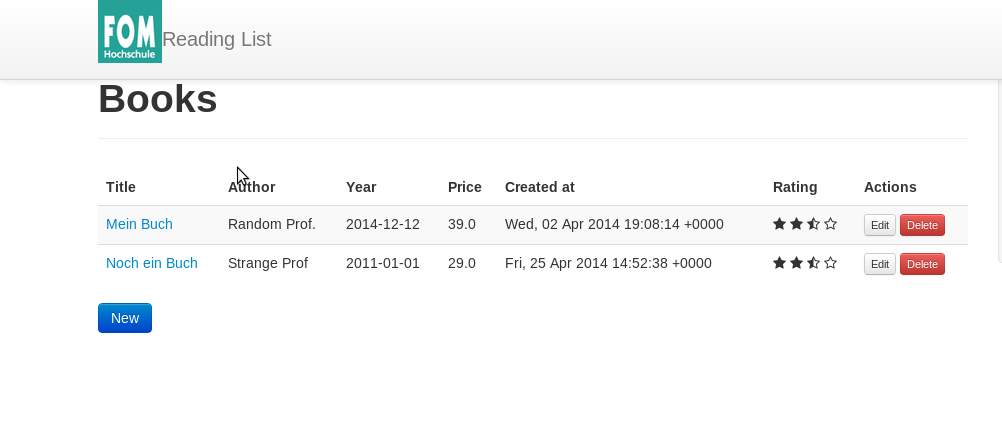 FOM
Hochschule
Reading List
Books
Title Author Year Price Created at Rating Actions
Mein Buch Random Prof. 2014-12-12 39.0 Wed, 02 Apr 2014 19:08:14 +0000 Edit Delete
Noch ein Buch Strange Prof 2011-01-01 29.0 Fri, 25 Apr 2014 14:52:38 +0000 Edit Delete
New